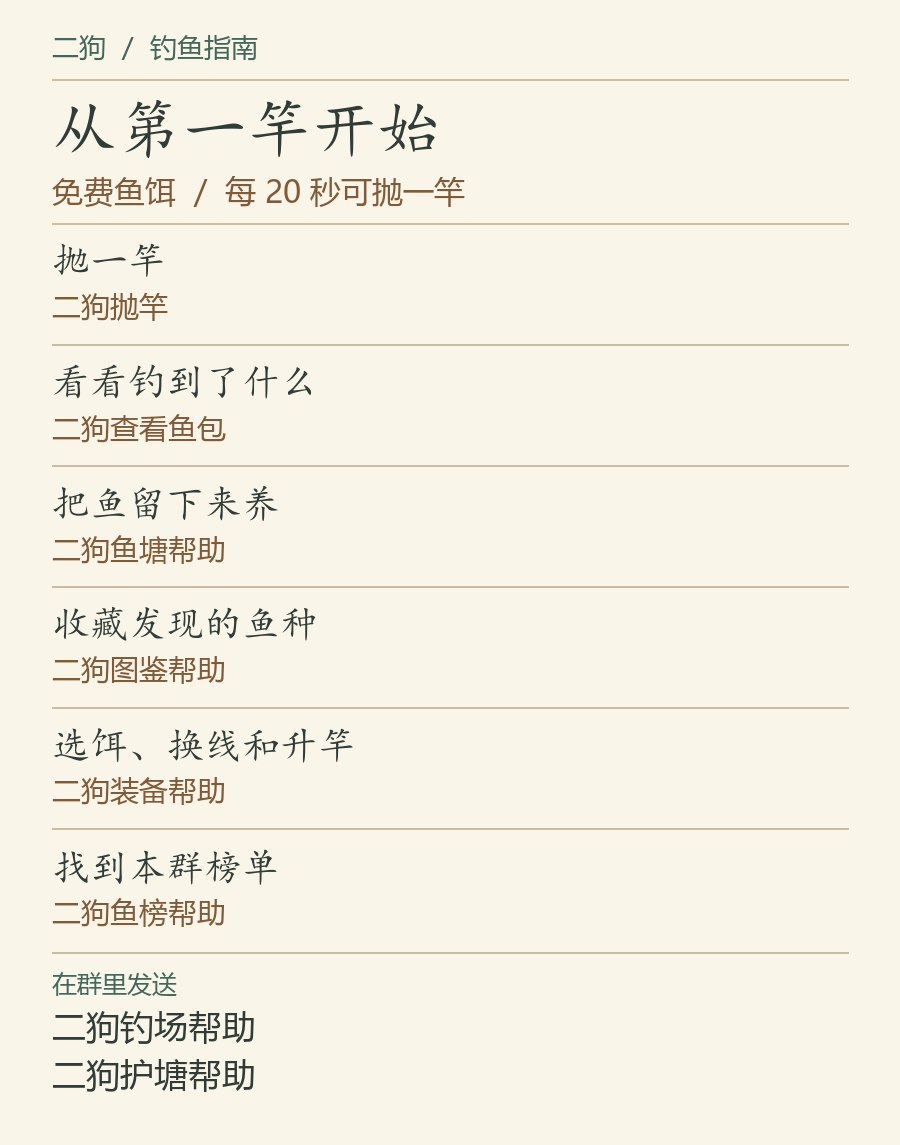 二狗 / 钓鱼指南
从第一竿开始
免费鱼饵 / 每 20 秒可抛一竿
抛一竿
二狗抛竿
看看钓到了什么
二狗查看鱼包
把鱼留下来养
二狗鱼塘帮助
收藏发现的鱼种
二狗图鉴帮助
选饵、换线和升竿
二狗装备帮助
找到本群榜单
二狗鱼榜帮助
在群里发送
二狗钓场帮助
二狗护塘帮助